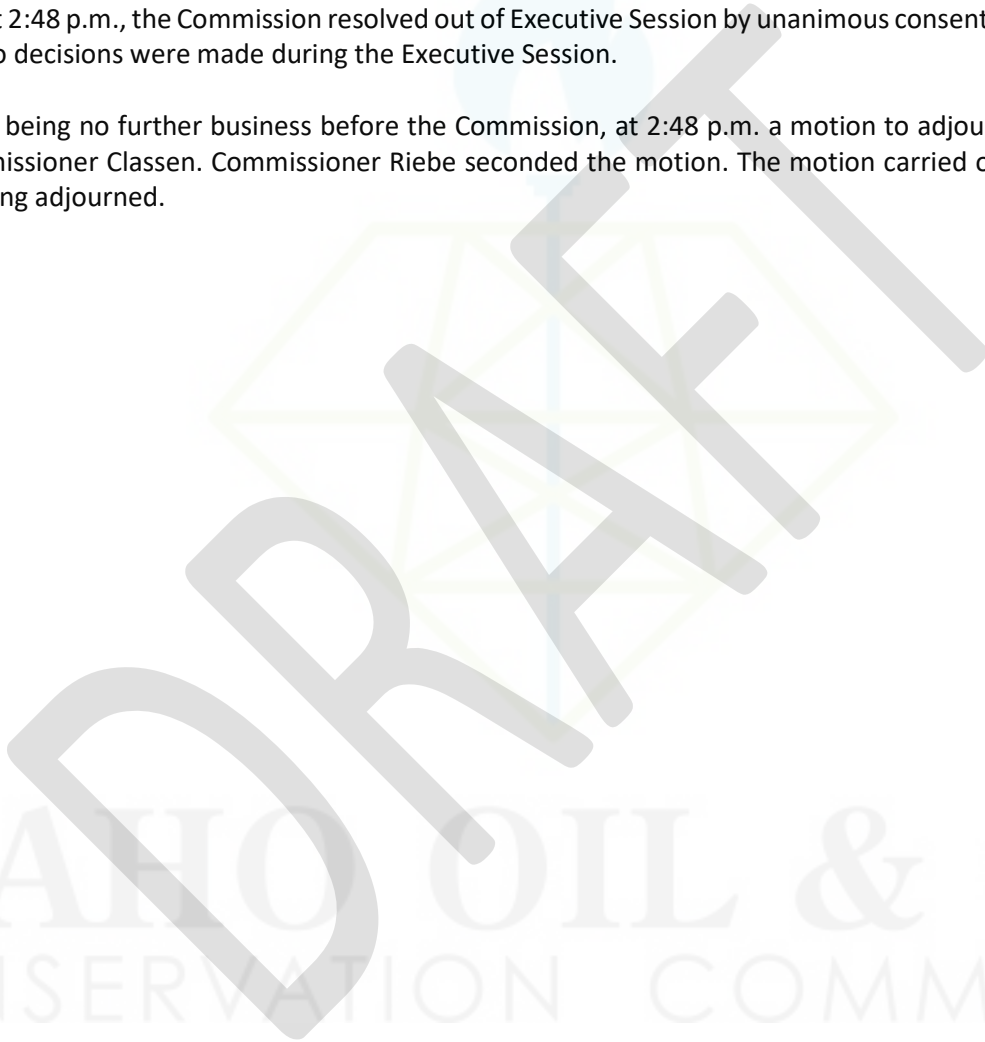 t 2:48 p.m., the Commission resolved out of Executive Session by unanimous consent
o decisions were made during the Executive Session.
being no further business before the Commission, at 2:48 p.m. a motion to adjou
issioner Classen. Commissioner Riebe seconded the motion. The motion carried o
ng adjourned.
DRAFT
AHO OIL &
NSERVATION COMM